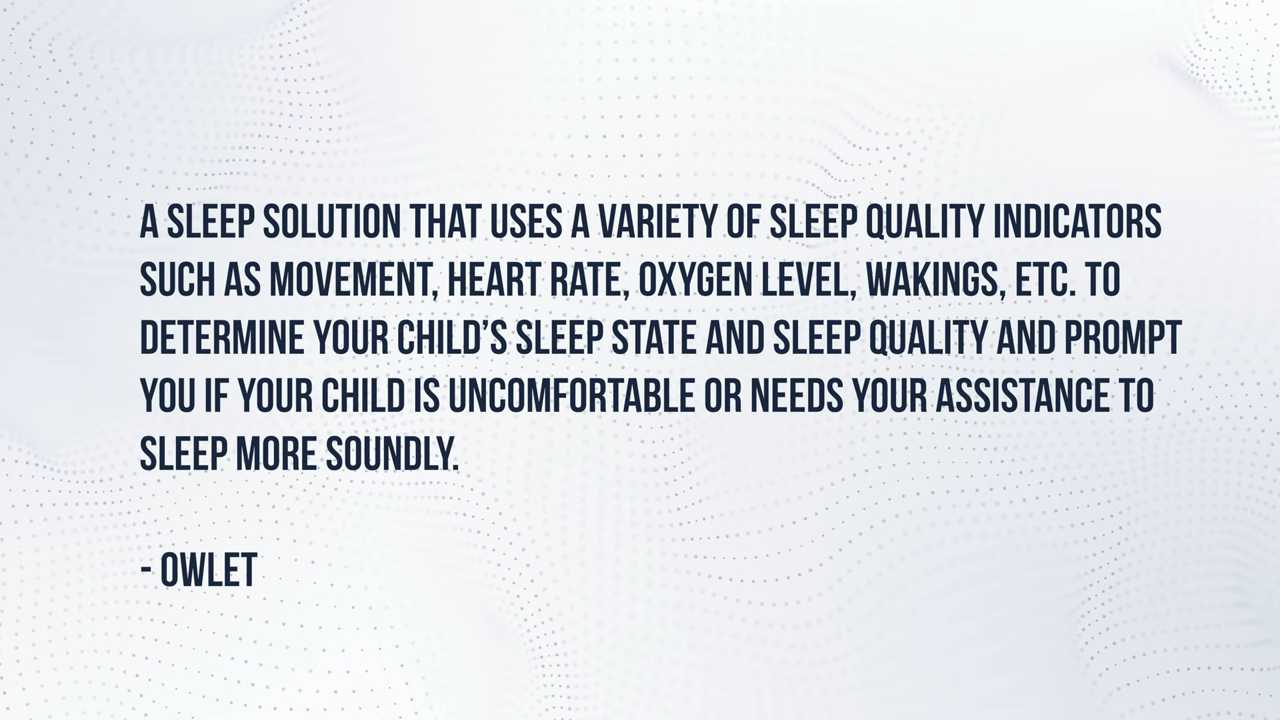 A SLEEP SOLUTION THAT USES A VARIETY OF SLEEP QUALITY INDICATORS
SUCH AS MOVEMENT, HEART RATE, OXYGEN LEVEL, WAKINGS, ETC. TO
DETERMINE YOUR CHILD’S SLEEP STATE AND SLEEP QUALITY AND PROMPT
YOU IF YOUR CHILD IS UNCOMFORTABLE OR NEEDS YOUR ASSISTANCE TO
SLEEP MORE SOUNDLY.
- OWLET